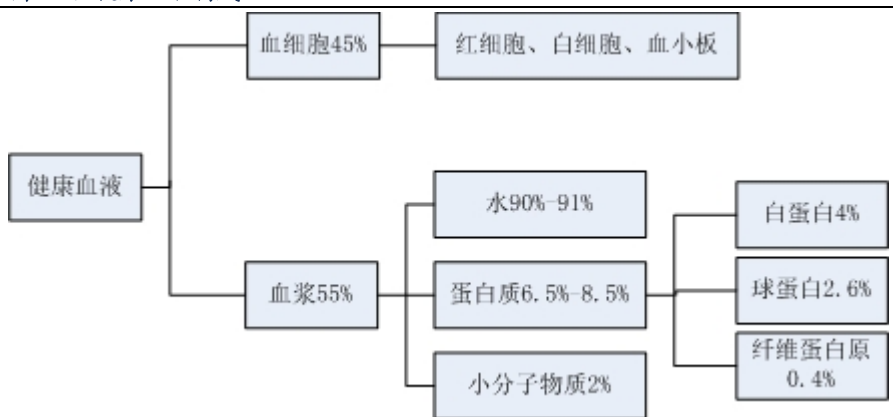 血细胞45%
红细胞、白细胞、血小板
健康血液
水90%-91%
白蛋白4%
血浆55%
蛋白质6.5%-8.5%
球蛋白2.6%
小分子物质2%
纤维蛋白原
0.4%